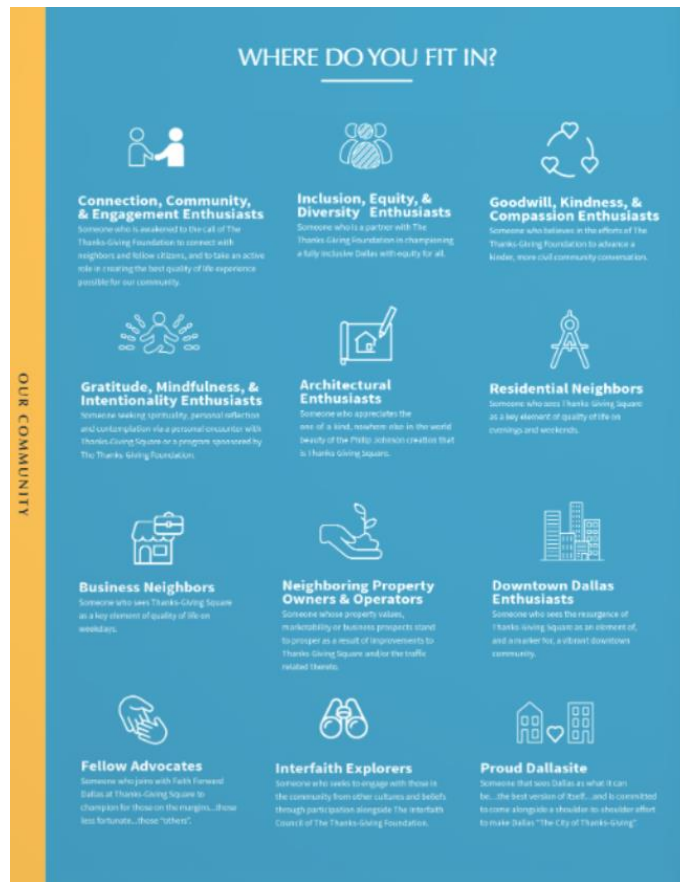 WHERE DO YOU FIT IN?
OUR COMMUNITY
Connection, Community,
& Engagement Enthusiasts
Someone who is awakened to the call of The
Thanks-Giving Foundation to connect with
neighbors and fellow citizens, and to take an active
role in creating the best quality of life experience
possible for our community.
Inclusion, Equity, &
Diversity Enthusiasts
Someone who is a partner with The
Thanks-Giving Foundation in championing
a fully inclusive Dallas with equity for all.
Goodwill, Kindness, &
Compassion Enthusiasts
Someone who believes in the efforts of The
Thanks-Giving Foundation to advance a
kinder, more civil community conversation.
Gratitude, Mindfulness, &
Intentionality Enthusiasts
Someone seeking spirituality, personal reflection
and contemplation via a personal encounter with
Thanks-Giving Square or a program sponsored by
The Thanks-Giving Foundation.
Architectural
Enthusiasts
Someone who appreciates the
one of a kind, nowhere else in the world
beauty of the Philip Johnson creation that
is Thanks-Giving Square.
Residential Neighbors
Someone who sees Thanks-Giving Square
as a key element of quality of life on
evenings and weekends.
Business Neighbors
Someone who sees Thanks-Giving Square
as a key element of quality of life on
weekdays.
Neighboring Property
Owners & Operators
Someone whose property values,
marketability or business prospects stand
to prosper as a result of improvements to
Thanks-Giving Square and/or the traffic
related thereto.
Downtown Dallas
Enthusiasts
Someone who sees the resurgence of
Thanks-Giving Square as an element of,
and a marker for, a vibrant downtown
community.
Fellow Advocates
Someone who joins with Faith Forward
Dallas at Thanks-Giving Square to
champion for those on the margins...those
less fortunate...those "others".
Interfaith Explorers
Someone who seeks to engage with those in
the community from other cultures and beliefs
through participation alongside The Interfaith
Council of The Thanks-Giving Foundation.
Proud Dallasite
Someone that sees Dallas as what it can
be...the best version of itself...and is committed
to come alongside a shoulder-to-shoulder effort
to make Dallas "The City of Thanks-Giving"